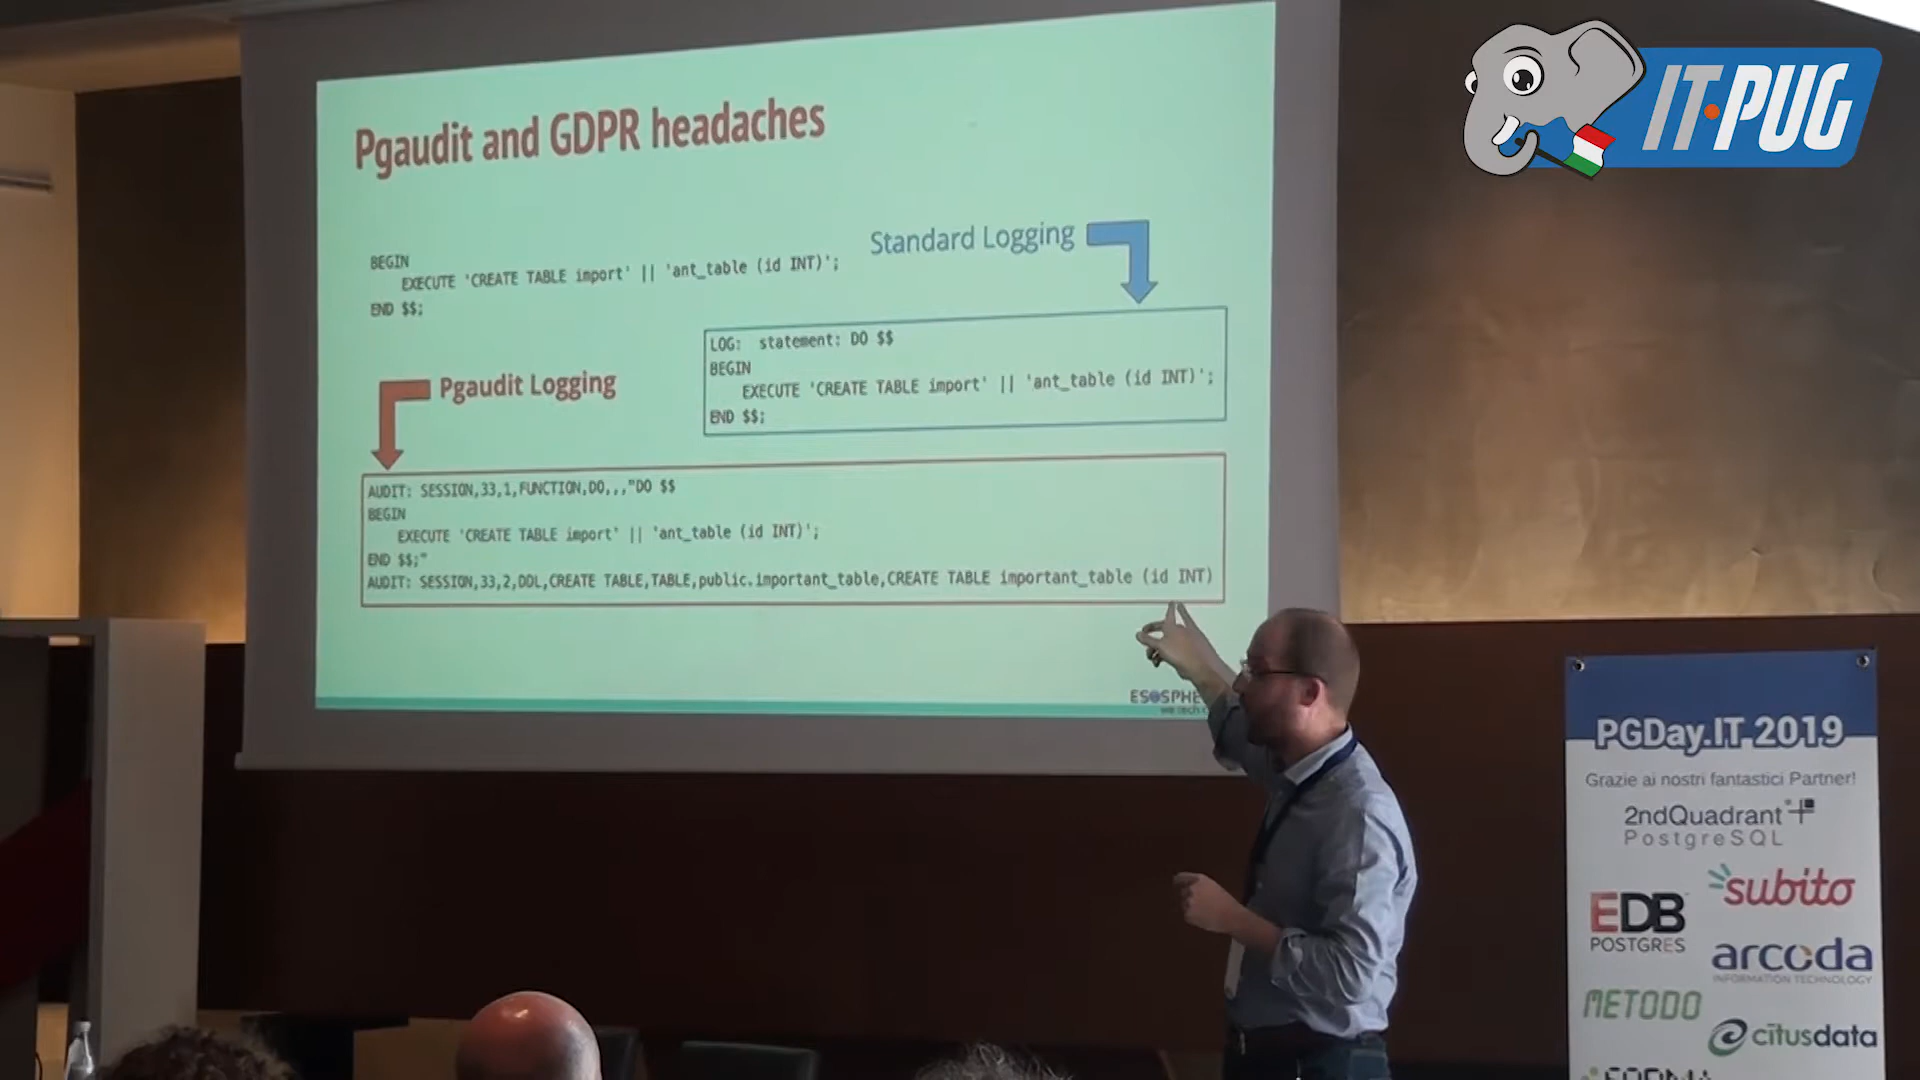 IT·PUG
Pgaudit and GDPR headaches
BEGIN
EXECUTE 'CREATE TABLE import' || 'ant_table (id INT)';
END $$;
Standard Logging
LOG:  statement: DO $$
BEGIN
EXECUTE 'CREATE TABLE import' || 'ant_table (id INT)';
END $$;
Pgaudit Logging
AUDIT: SESSION,33,1,FUNCTION,DO,,,"DO $$
BEGIN
EXECUTE 'CREATE TABLE import' || 'ant_table (id INT)';
END $$;"
AUDIT: SESSION,33,2,DDL,CREATE TABLE,TABLE,public.important_table,CREATE TABLE important_table (id INT)
PGDay.IT 2019
Grazie ai nostri fantastici Partner!
2ndQuadrant
PostgreSQL
subito
EDB
POSTGRES
arcoda
INFORMATION TECHNOLOGY
METODO
citusdata